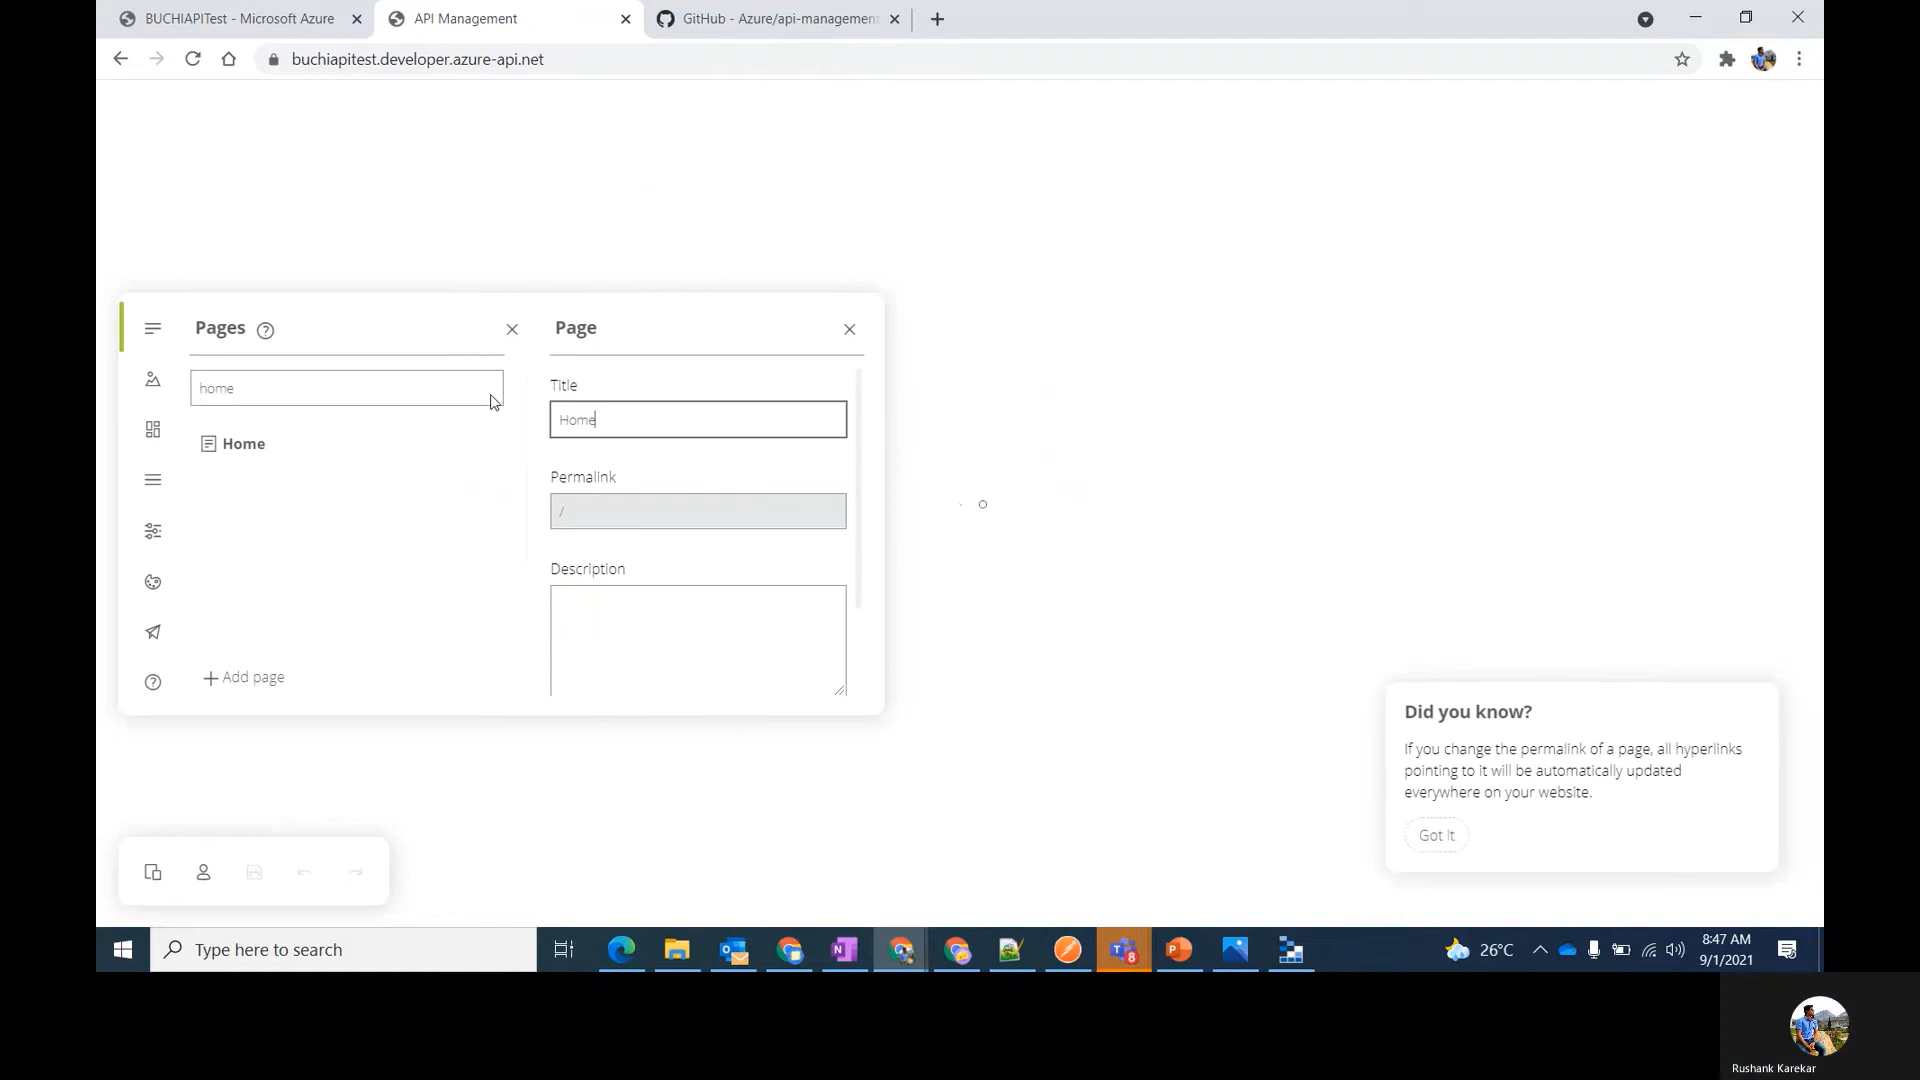 BUCHIAPITest - Microsoft Azure
API Management
GitHub - Azure/api-management
buchiapitest.developer.azure-api.net
Pages
home
Home
+ Add page
Page
Title
Home
Permalink
/
Description
Did you know?
If you change the permalink of a page, all hyperlinks
pointing to it will be automatically updated
everywhere on your website.
Got it
Type here to search
8
26°C
8:47 AM
9/1/2021
Rushank Karekar